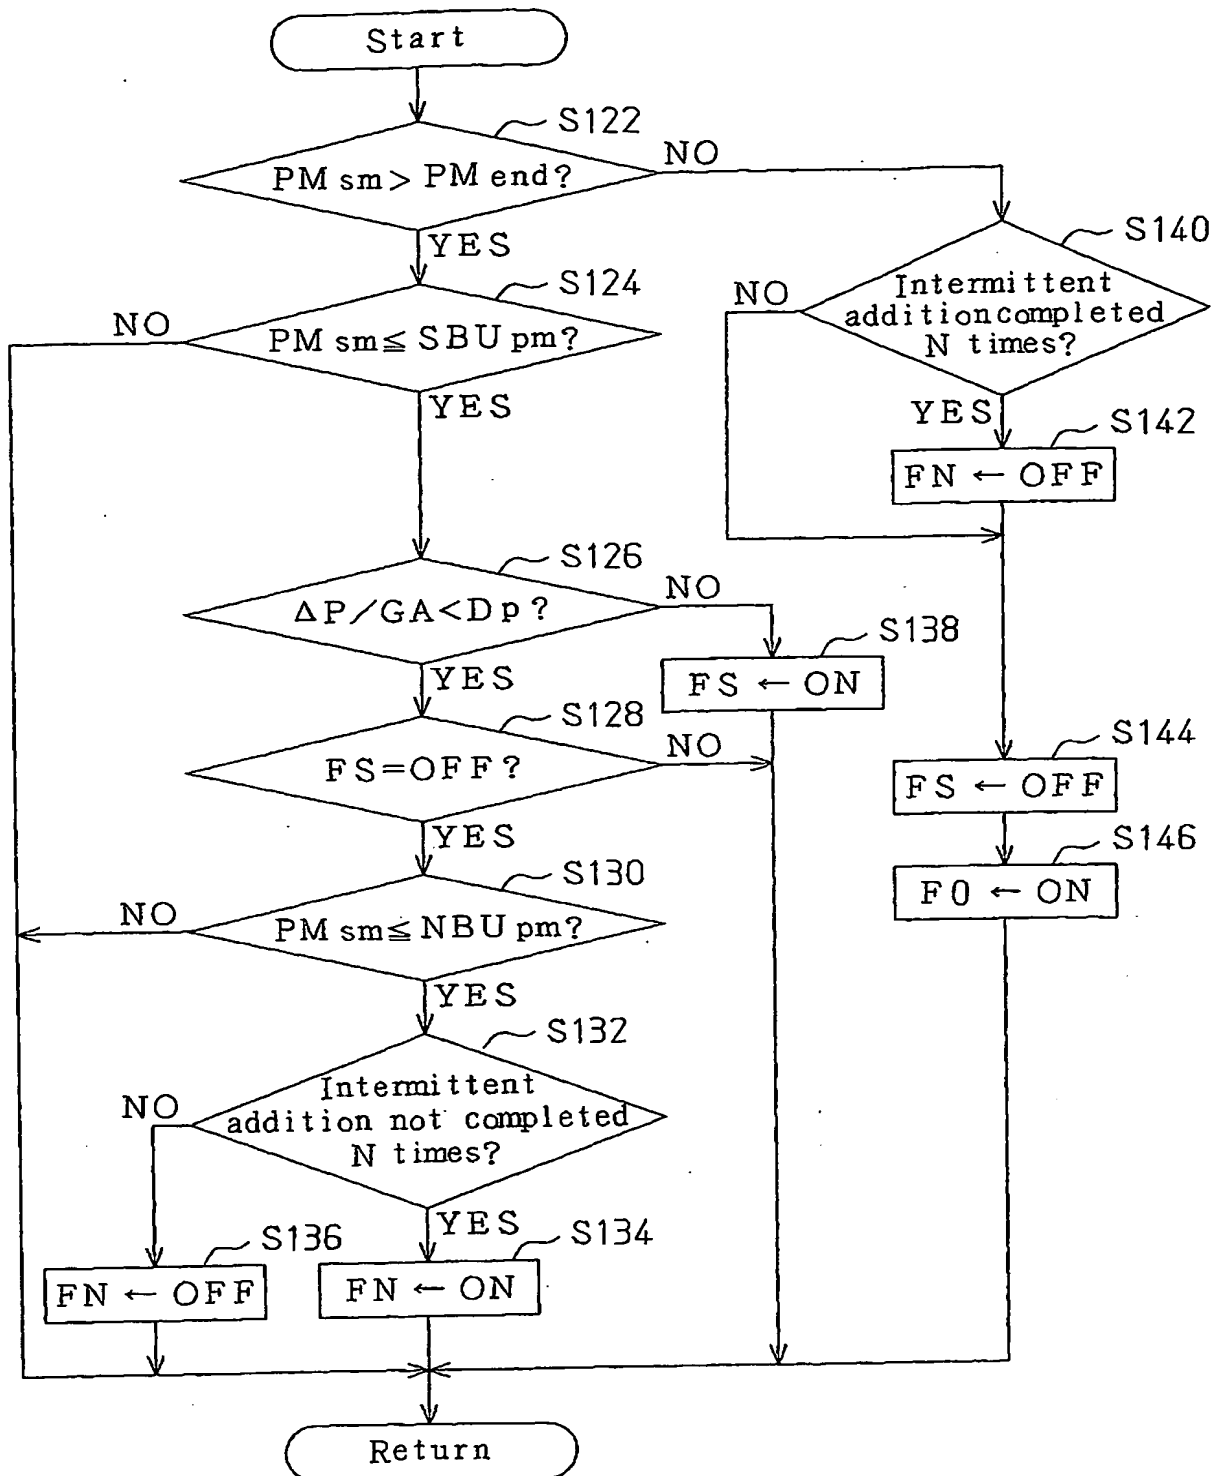 Start
S122
PM sm> PM end?
NO
YES
S140
S124
Intermittent
addition completed
N times?
NO
NO
PM sm≦ SBU pm?
YES
YES
S142
FN ← OFF
S126
ΔP/GA<Dp?
NO
S138
FS ← ON
YES
S128
FS=OFF?
NO
S144
FS ← OFF
YES
S146
F0 ← ON
S130
PM sm≦ NBU pm?
NO
YES
S132
Intermittent
addition not completed
N times?
NO
YES
S136
S134
FN ← OFF
FN ← ON
Return